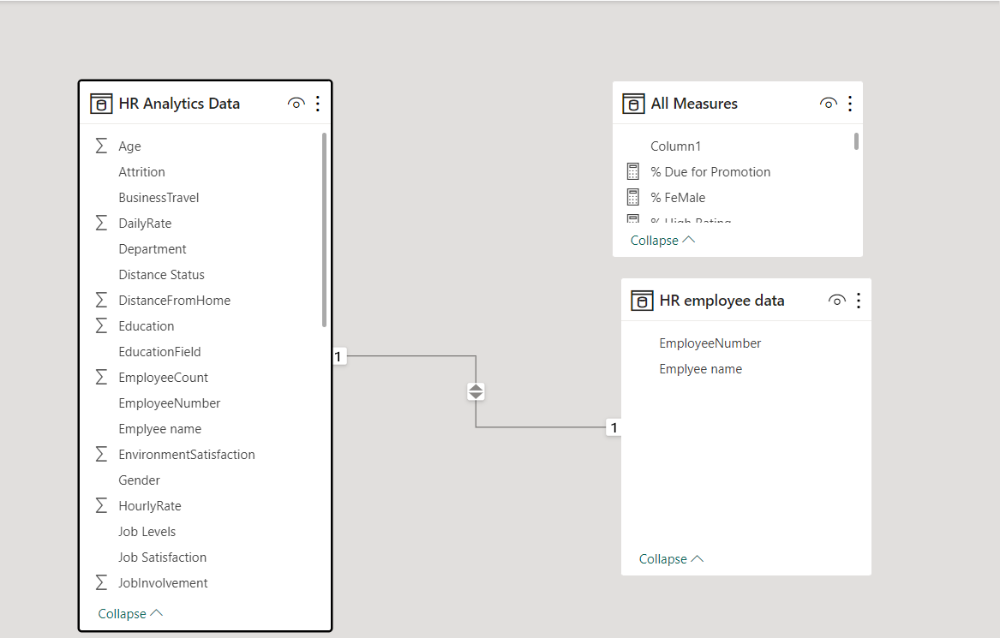 HR Analytics Data
Age
Attrition
BusinessTravel
DailyRate
Department
Distance Status
DistanceFromHome
Education
EducationField
EmployeeCount
EmployeeNumber
Emplyee name
EnvironmentSatisfaction
Gender
HourlyRate
Job Levels
Job Satisfaction
JobInvolvement
Collapse
1
1
All Measures
Column1
% Due for Promotion
% FeMale
% High Rating
Collapse
HR employee data
EmployeeNumber
Emplyee name
Collapse